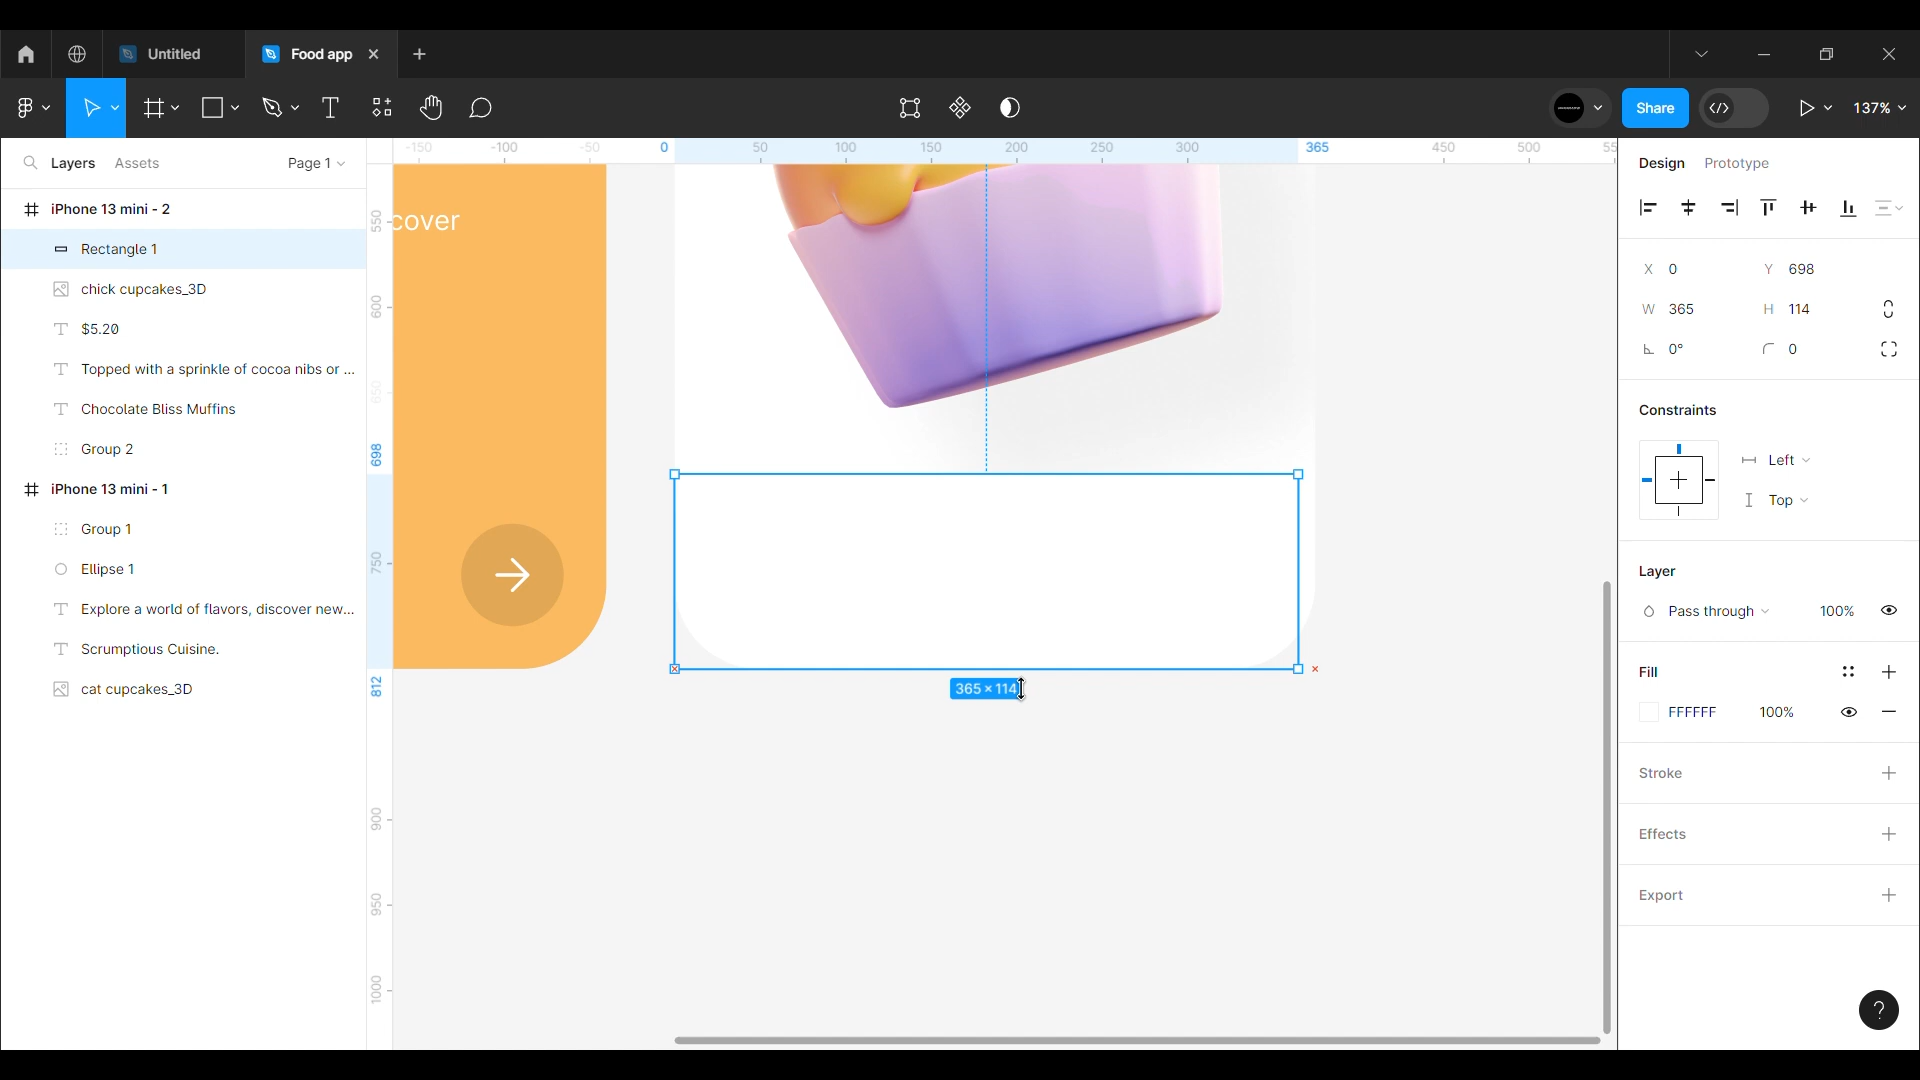 Untitled
Food app
Share
137%
Layers
Assets
Page 1
iPhone 13 mini - 2
Rectangle 1
chick cupcakes_3D
$5.20
Topped with a sprinkle of cocoa nibs or ...
Chocolate Bliss Muffins
Group 2
iPhone 13 mini - 1
Group 1
Ellipse 1
Explore a world of flavors, discover new...
Scrumptious Cuisine.
cat cupcakes_3D
-150 -100 -50 0 50 100 150 200 250 300 365 450 500 55
550
600
650
698
750
812
900
950
1000
cover
365 × 114
Design
Prototype
X 0
Y 698
W 365
H 114
0°
0
Constraints
Left
Top
Layer
Pass through
100%
Fill
FFFFFF
100%
Stroke
Effects
Export
?